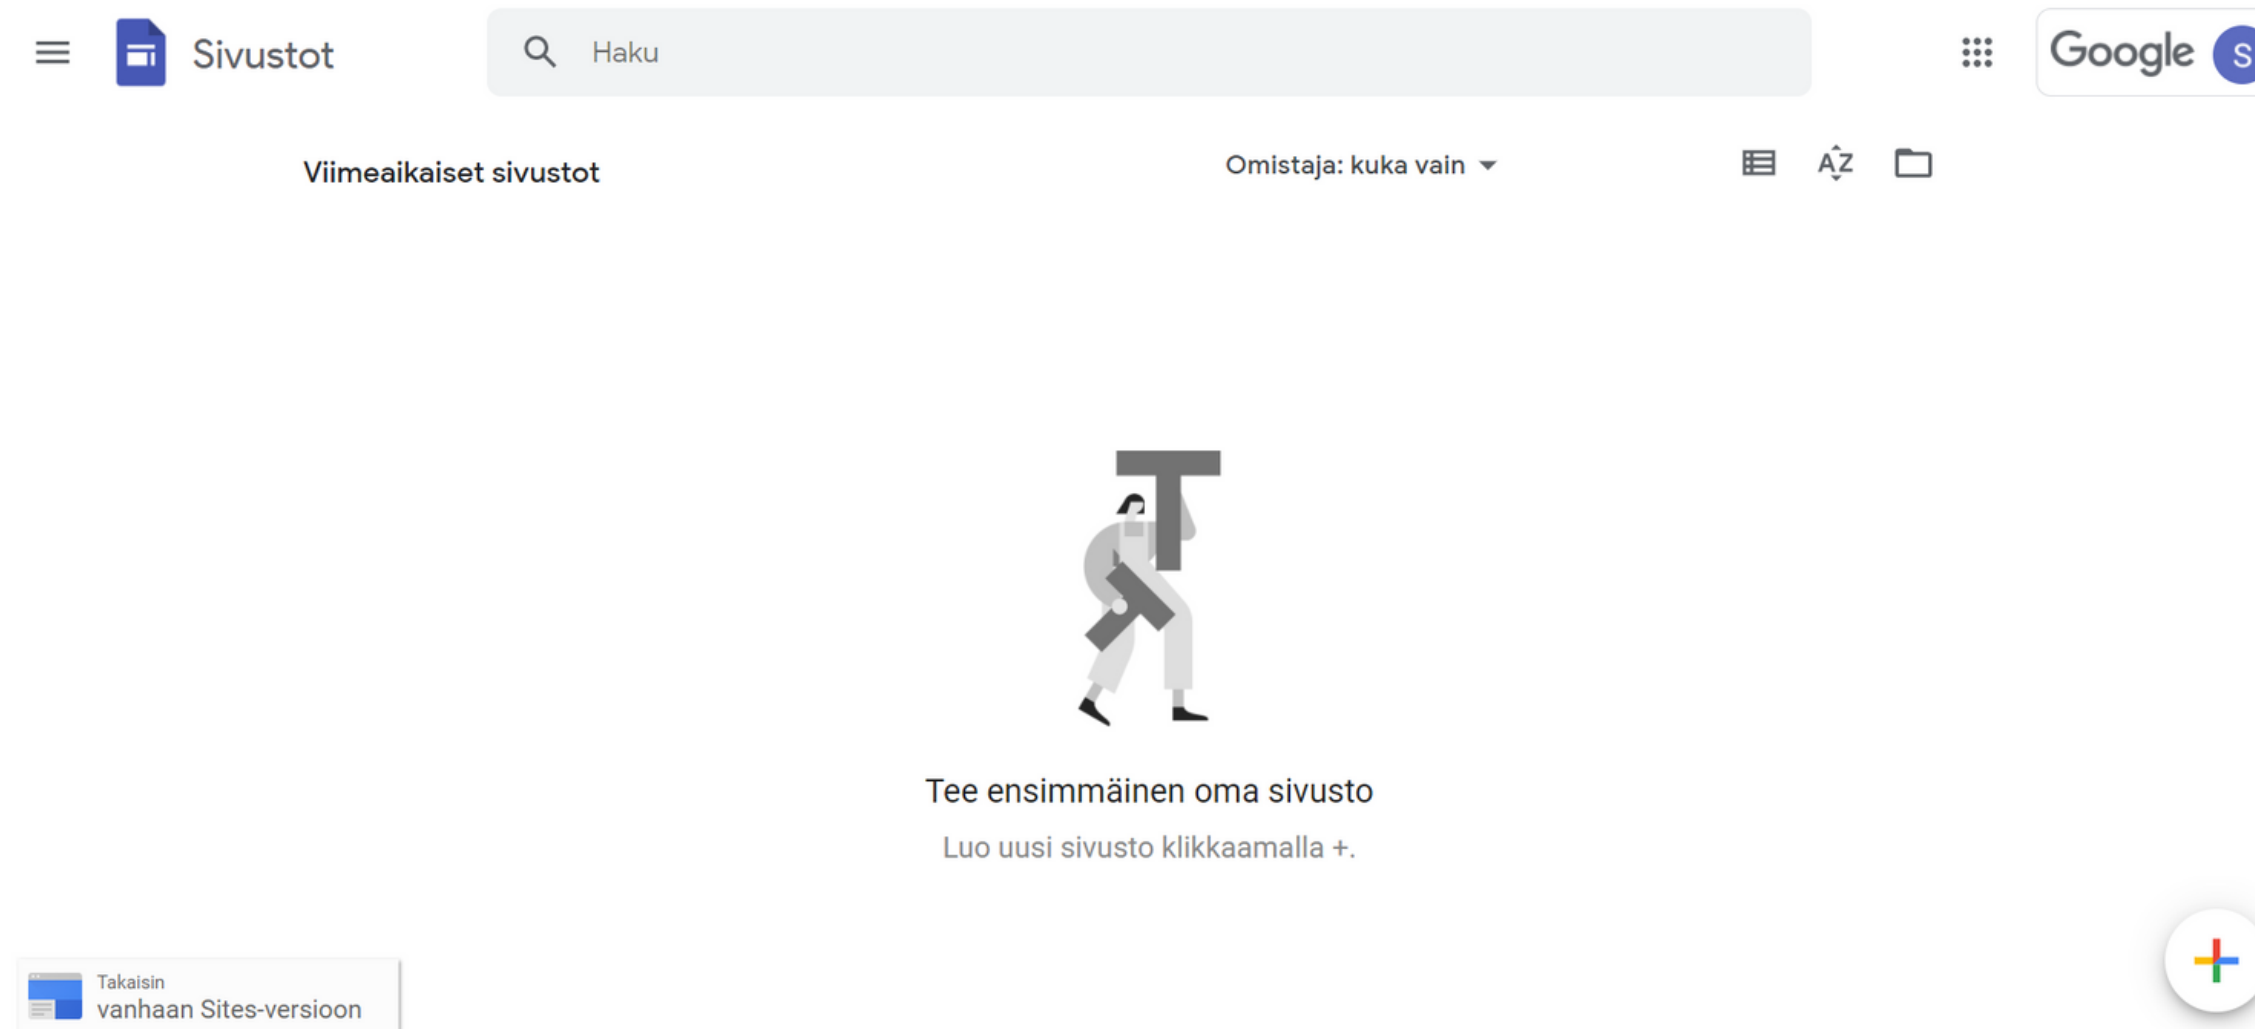 Sivustot
Haku
Google
S
Viimeaikaiset sivustot
Omistaja: kuka vain
AZ
T
T
Tee ensimmäinen oma sivusto
Luo uusi sivusto klikkaamalla +.
Takaisin
vanhaan Sites-versioon